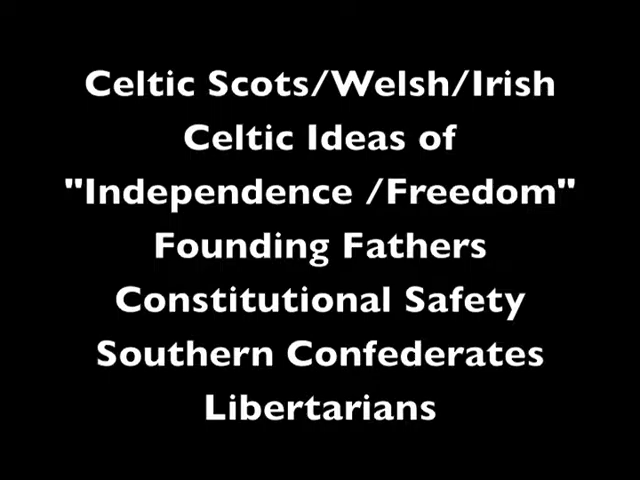 Celtic Scots/Welsh/Irish
Celtic Ideas of
"Independence /Freedom"
Founding Fathers
Constitutional Safety
Southern Confederates
Libertarians